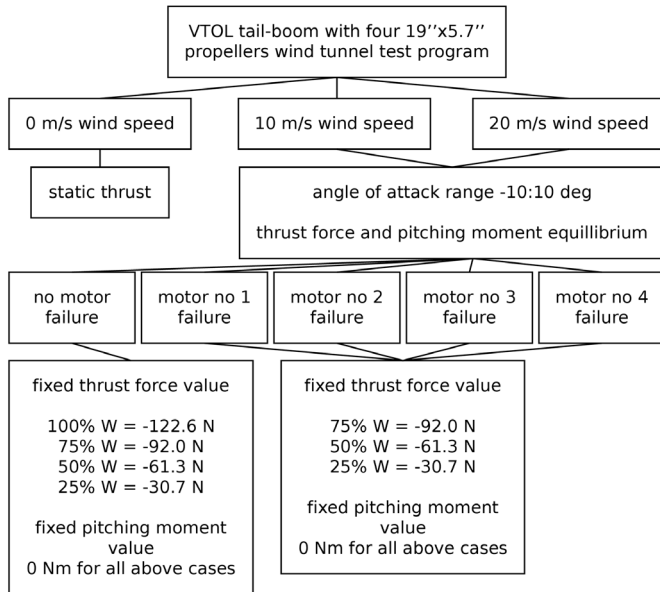 VTOL tail-boom with four 19’’x5.7’’
propellers wind tunnel test program
0 m/s wind speed
10 m/s wind speed
20 m/s wind speed
static thrust
angle of attack range -10:10 deg
thrust force and pitching moment equillibrium
no motor
failure
motor no 1
failure
motor no 2
failure
motor no 3
failure
motor no 4
failure
fixed thrust force value
100% W = -122.6 N
75% W = -92.0 N
50% W = -61.3 N
25% W = -30.7 N
fixed pitching moment
value
0 Nm for all above cases
fixed thrust force value
75% W = -92.0 N
50% W = -61.3 N
25% W = -30.7 N
fixed pitching moment
value
0 Nm for all above cases